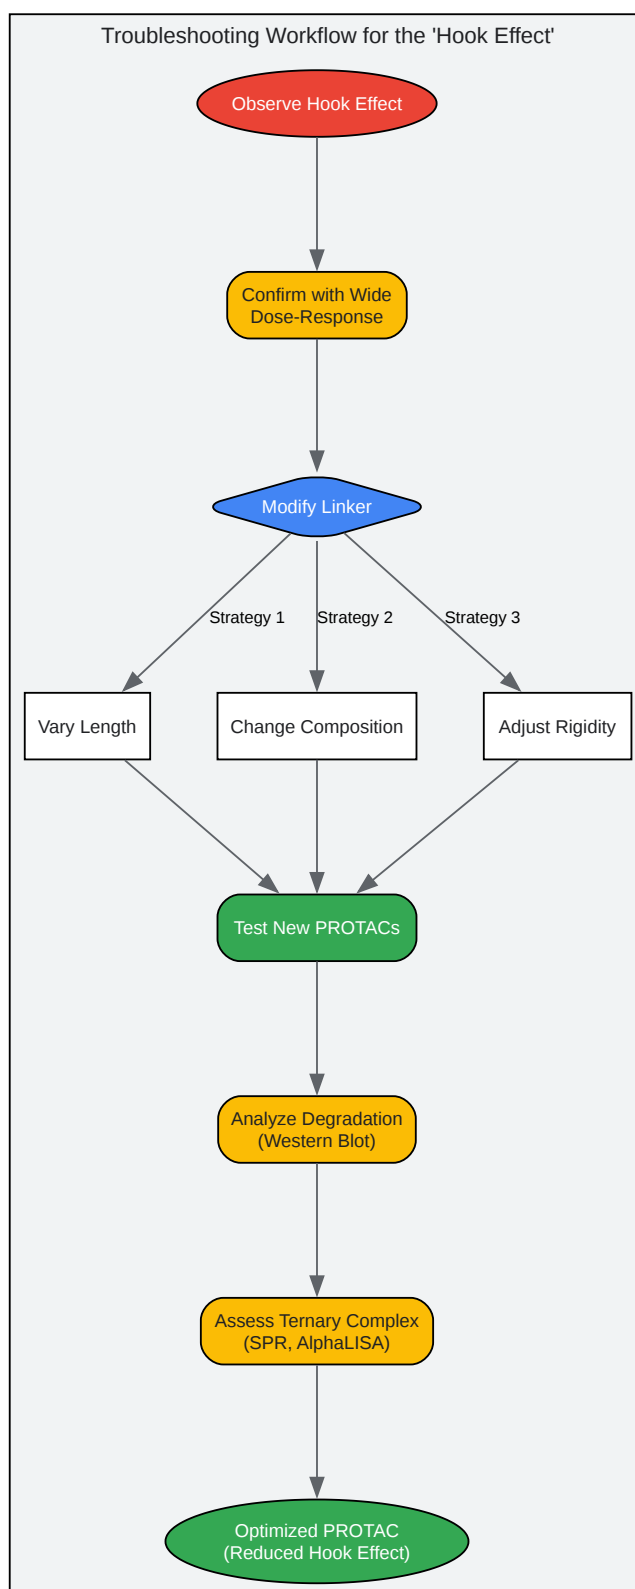 Troubleshooting Workflow for the 'Hook Effect'
Observe Hook Effect
Confirm with Wide
Dose-Response
Modify Linker
Strategy 1
Strategy 2
Strategy 3
Vary Length
Change Composition
Adjust Rigidity
Test New PROTACs
Analyze Degradation
(Western Blot)
Assess Ternary Complex
(SPR, AlphaLISA)
Optimized PROTAC
(Reduced Hook Effect)